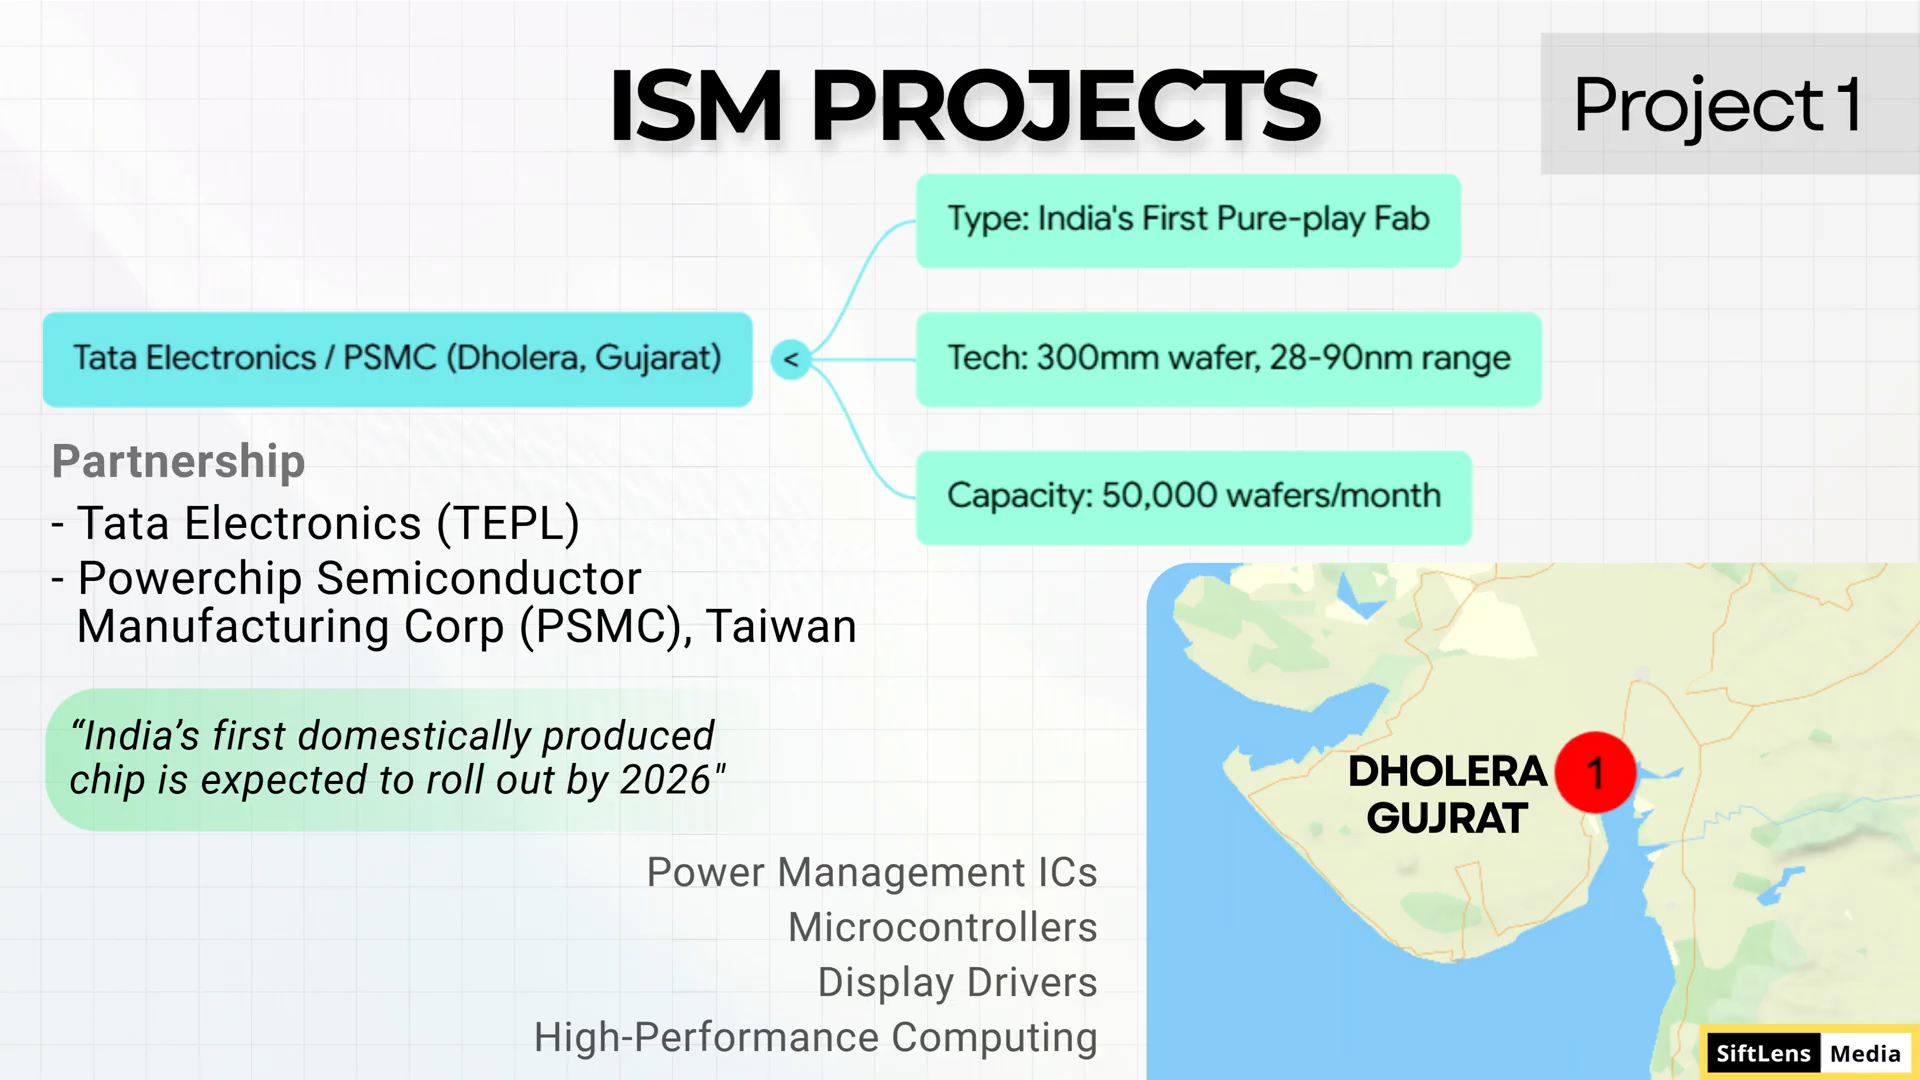 ISM PROJECTS
Project 1
Type: India's First Pure-play Fab
Tata Electronics / PSMC (Dholera, Gujarat)
<
Tech: 300mm wafer, 28-90nm range
Capacity: 50,000 wafers/month
Partnership
- Tata Electronics (TEPL)
- Powerchip Semiconductor
Manufacturing Corp (PSMC), Taiwan
“India’s first domestically produced
chip is expected to roll out by 2026"
Power Management ICs
Microcontrollers
Display Drivers
High-Performance Computing
DHOLERA
GUJRAT
1
SiftLens Media